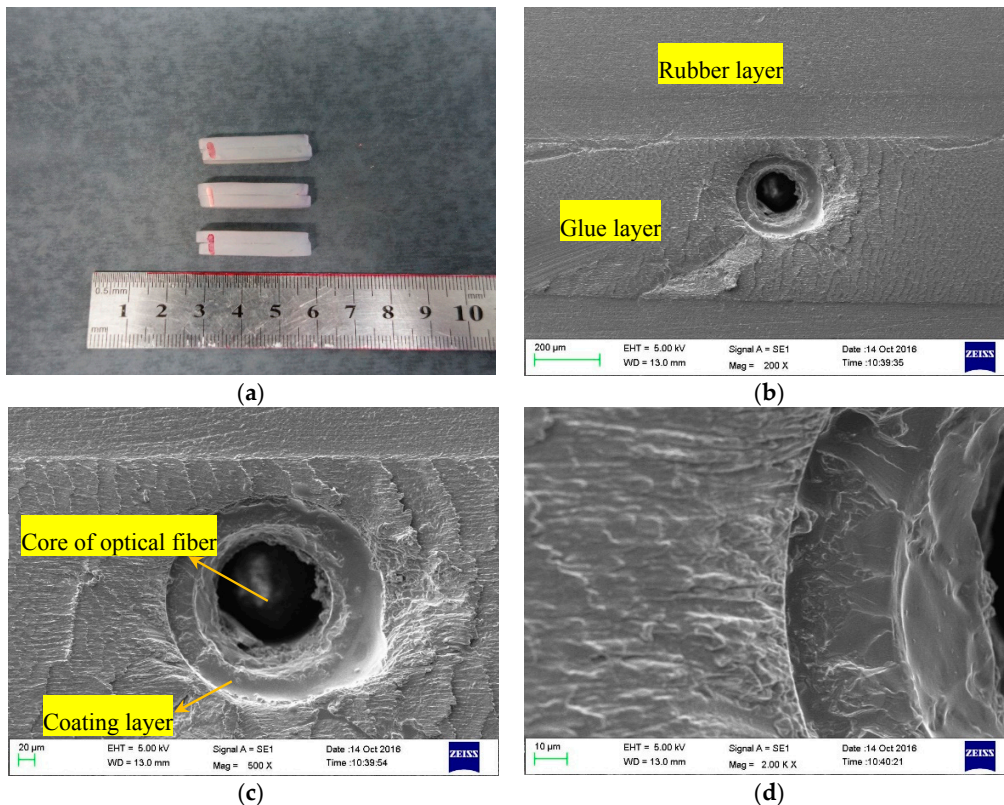 0.5 mm
mm
1 2 3 4 5 6 7 8 9 10
mm
(a)
Rubber layer
Glue layer
200 µm
EHT = 5.00 kV
WD = 13.0 mm
Signal A = SE1
Mag = 200 X
Date :14 Oct 2016
Time :10:39:35
ZEISS
(b)
Core of optical fiber
Coating layer
20 µm
EHT = 5.00 kV
WD = 13.0 mm
Signal A = SE1
Mag = 500 X
Date :14 Oct 2016
Time :10:39:54
ZEISS
(c)
10 µm
EHT = 5.00 kV
WD = 13.0 mm
Signal A = SE1
Mag = 2.00 K X
Date :14 Oct 2016
Time :10:40:21
ZEISS
(d)